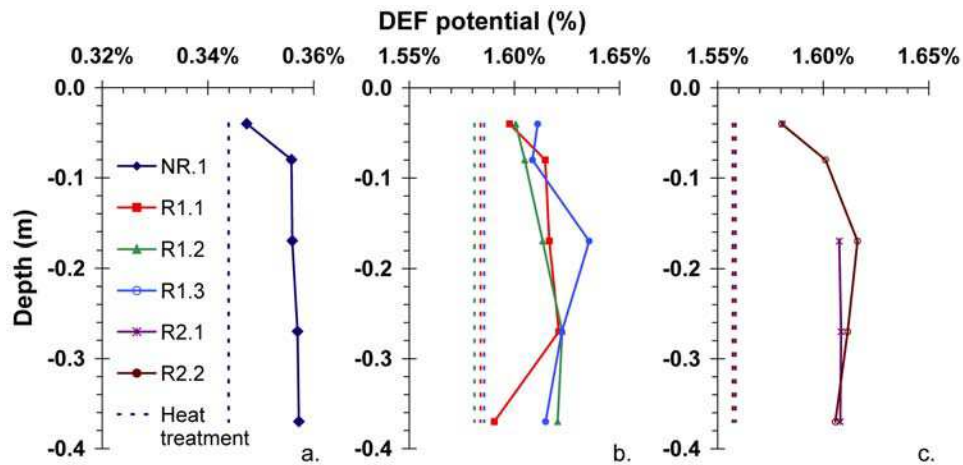 DEF potential (%)
0.32% 0.34% 0.36% 1.55% 1.60% 1.65% 1.55% 1.60% 1.65%
0.0 0.0 0.0
-0.1 -0.1 -0.1
-0.2 -0.2 -0.2
-0.3 -0.3 -0.3
-0.4 -0.4 -0.4
Depth (m)
NR.1
R1.1
R1.2
R1.3
R2.1
R2.2
Heat
treatment
a. b. c.